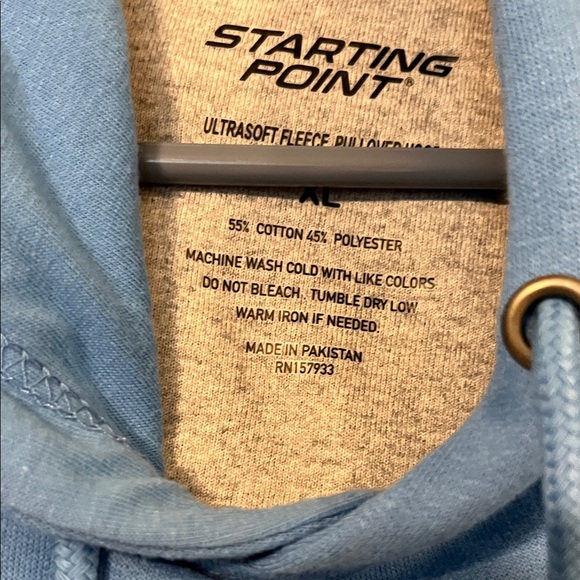 STARTING
POINT®
ULTRASOFT FLEECE PULLOVER
XL
55% COTTON 45% POLYESTER
MACHINE WASH COLD WITH LIKE COLORS.
DO NOT BLEACH. TUMBLE DRY LOW
WARM IRON IF NEEDED.
MADE IN PAKISTAN
RN157933